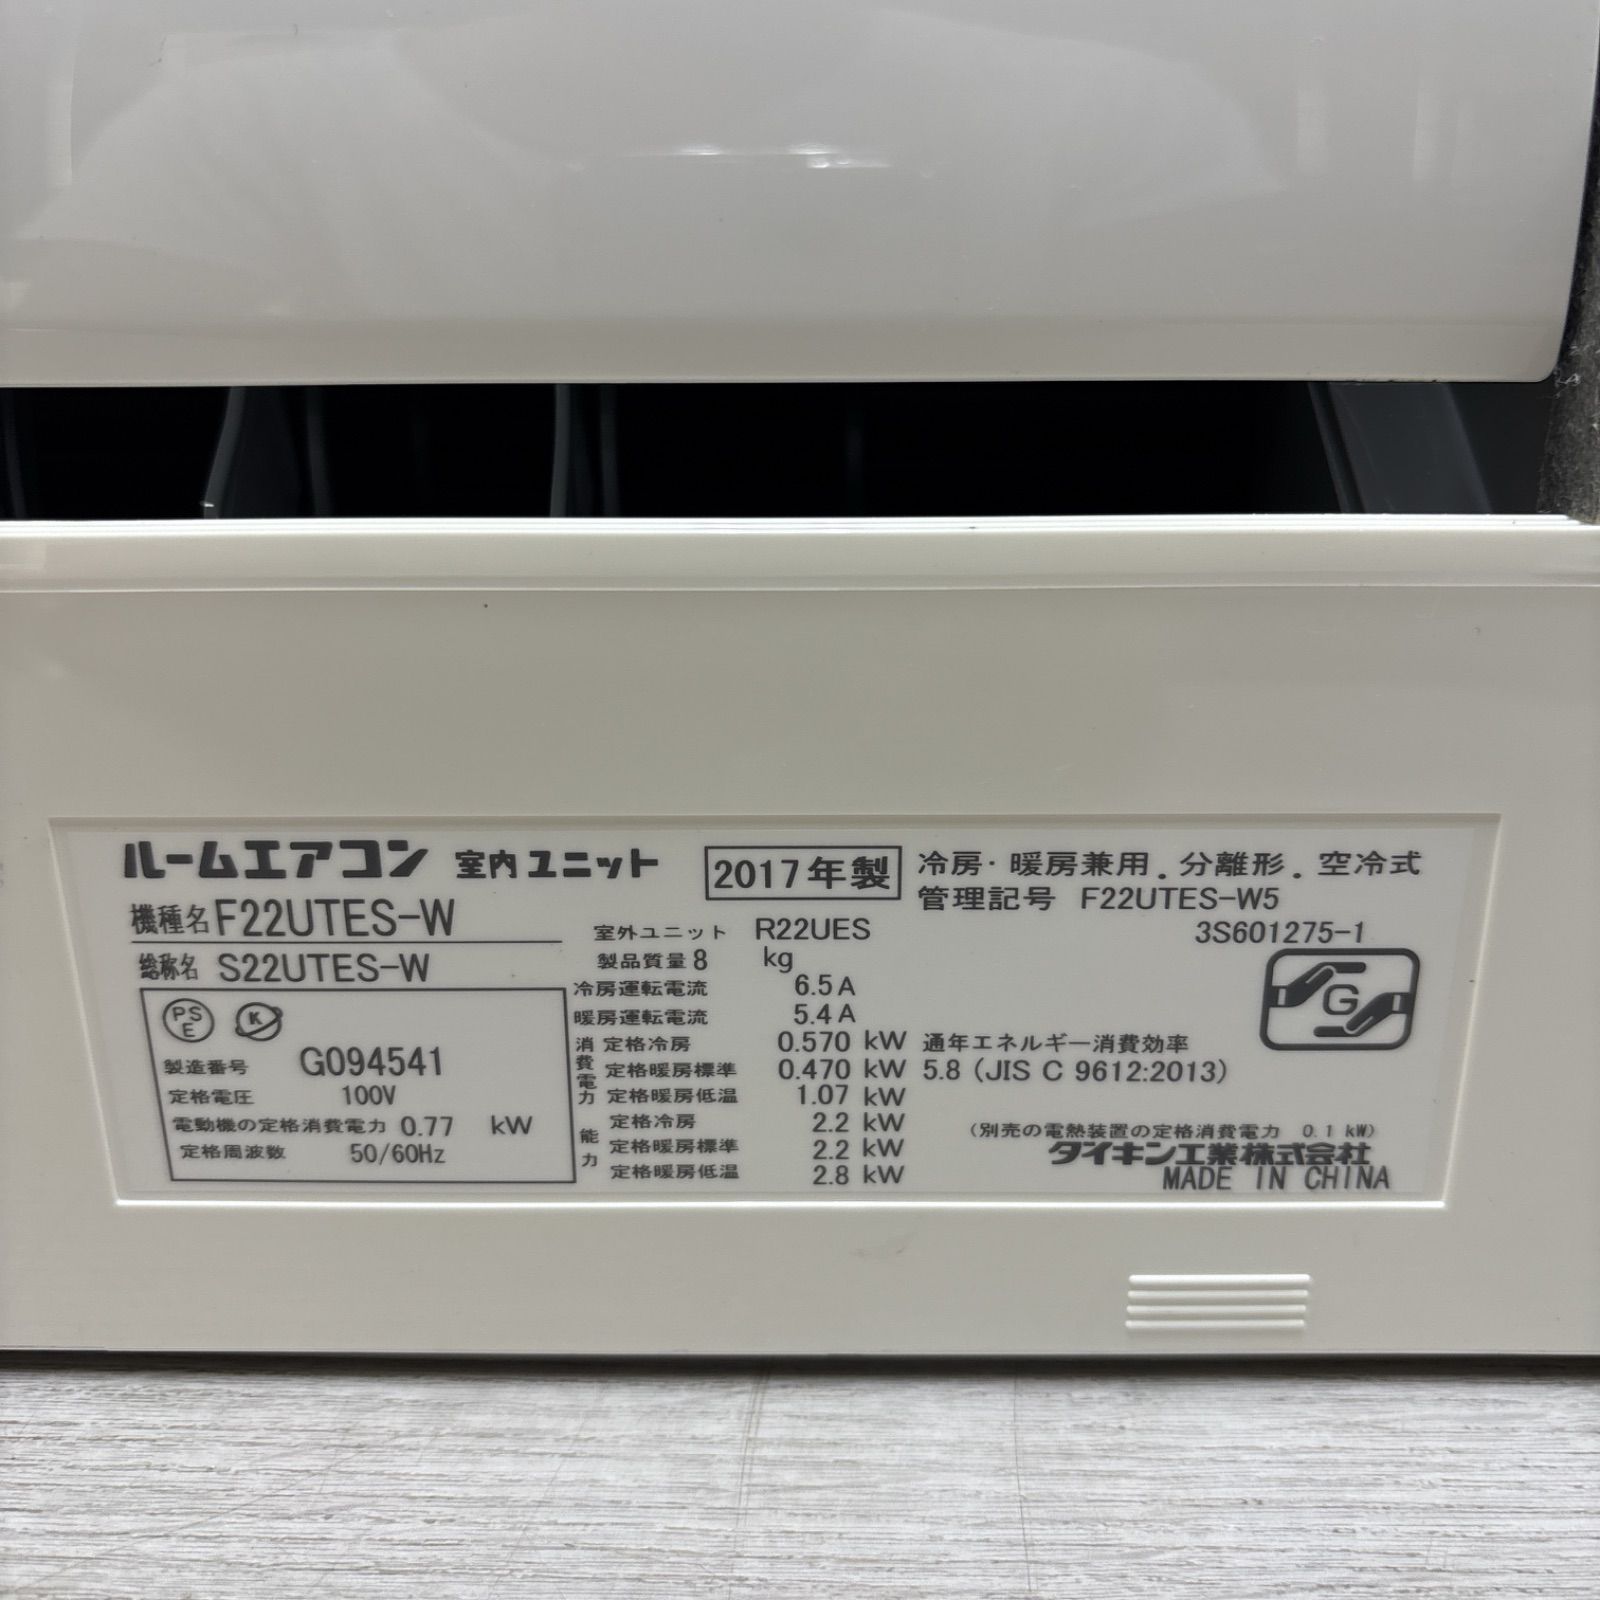 ルームエアコン 室内ユニット 2017年製 冷房・暖房兼用.分離形.空冷式
機種名 F22UTES-W 管理記号 F22UTES-W5
室外ユニット R22UES 3S601275-1
総称名 S22UTES-W 製品質量 8 kg
PS E K G
冷房運転電流 6.5 A
暖房運転電流 5.4 A
消費電力 定格冷房 0.570 kW 通年エネルギー消費効率
定格暖房標準 0.470 kW 5.8 (JIS C 9612:2013)
定格暖房低温 1.07 kW
能力 定格冷房 2.2 kW
定格暖房標準 2.2 kW
定格暖房低温 2.8 kW
製造番号 G094541
定格電圧 100V
電動機の定格消費電力 0.77 kW
定格周波数 50/60Hz
(別売の電熱装置の定格消費電力 0.1 kW)
ダイキン工業株式会社
MADE IN CHINA